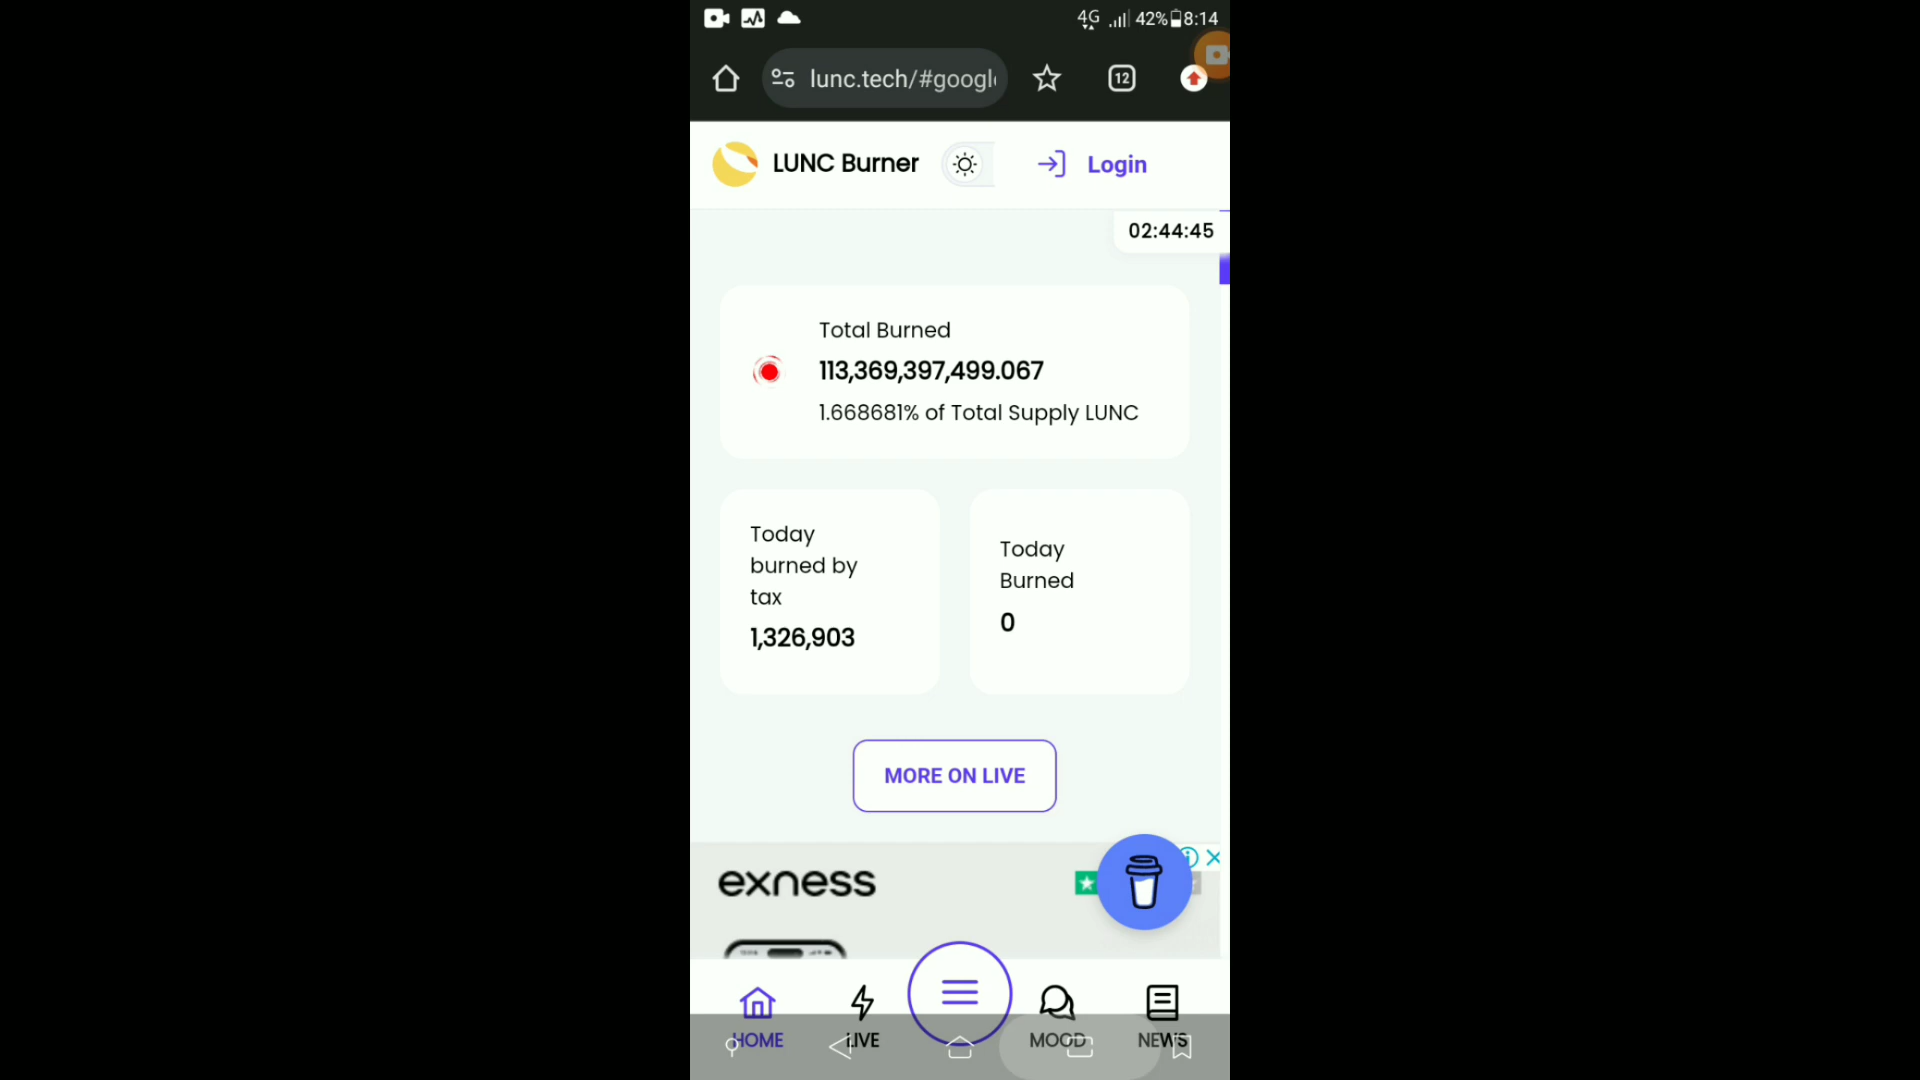 4G 42% 8:14
lunc.tech/#googl
12
LUNC Burner
Login
02:44:45
Total Burned
113,369,397,499.067
1.668681% of Total Supply LUNC
Today
burned by
tax
1,326,903
Today
Burned
0
MORE ON LIVE
exness
HOME
LIVE
MOOD
NEWS